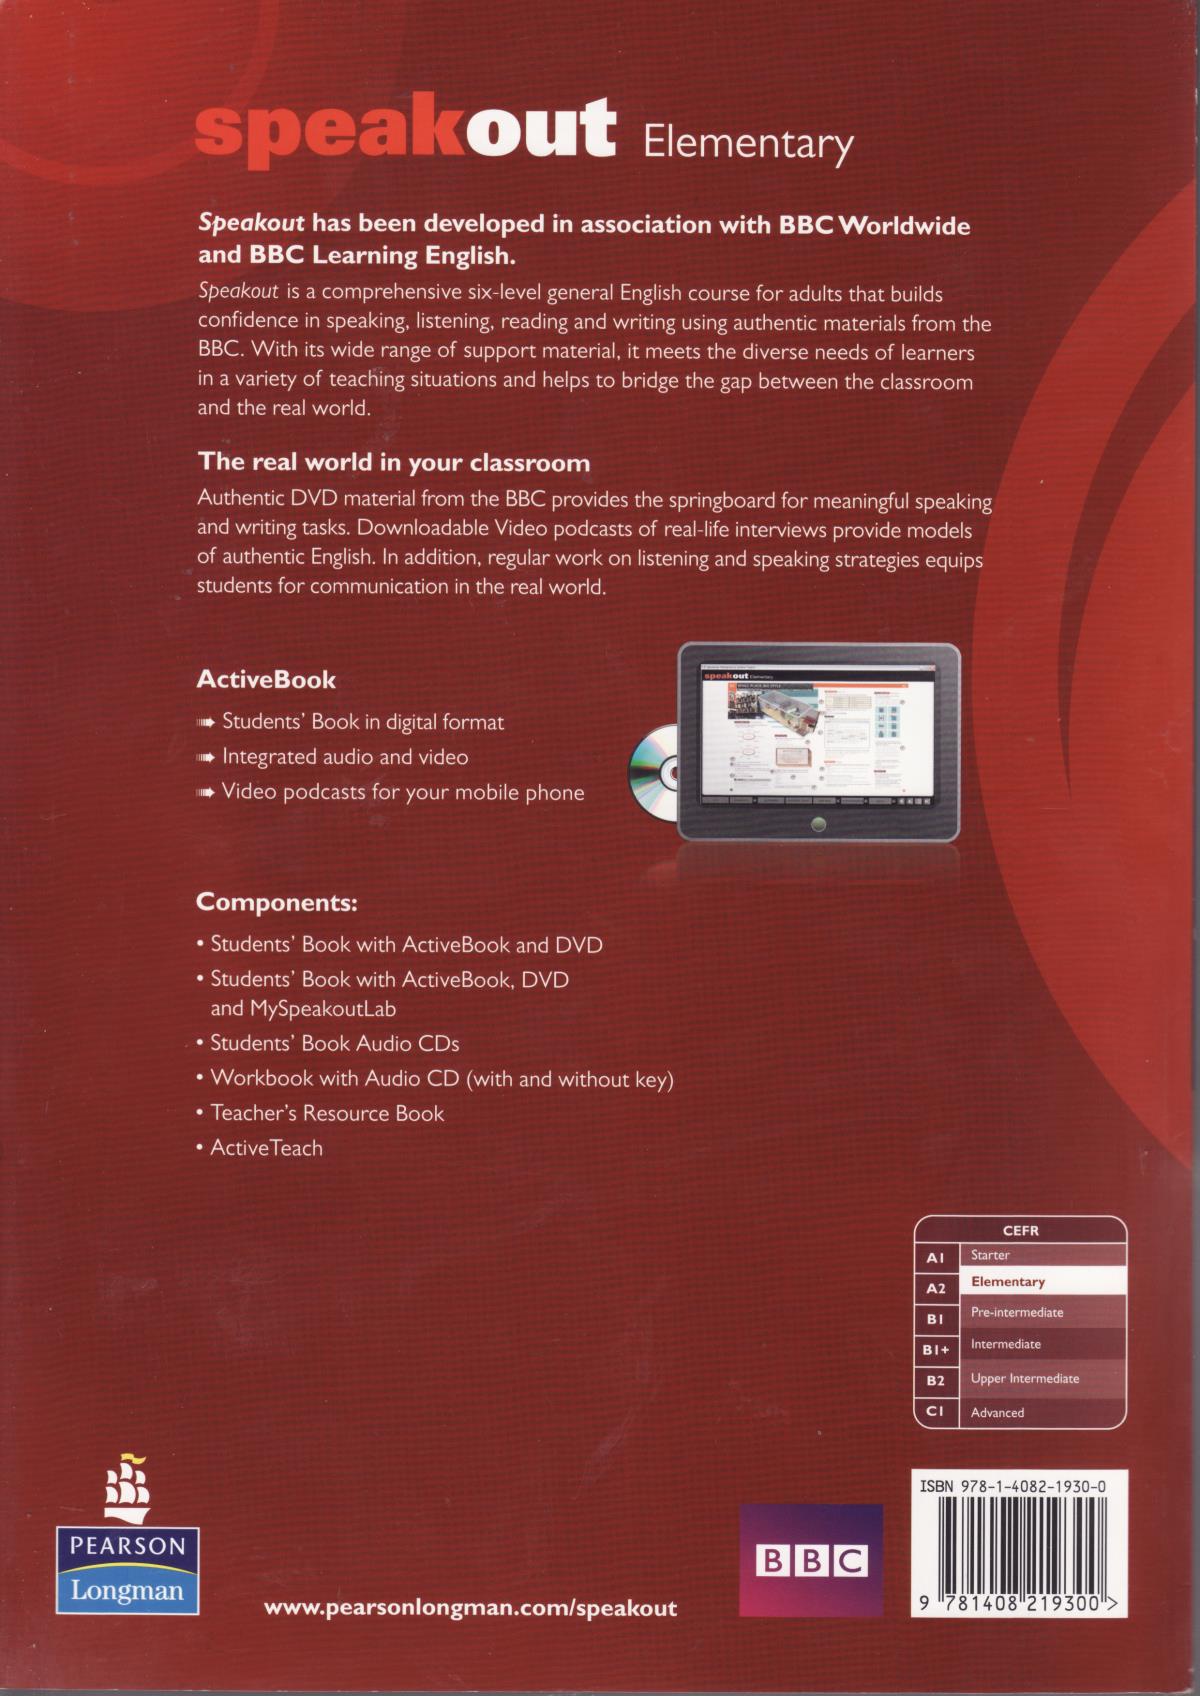 speakout Elementary
Speakout has been developed in association with BBC Worldwide
and BBC Learning English.
Speakout is a comprehensive six-level general English course for adults that builds
confidence in speaking, listening, reading and writing using authentic materials from the
BBC. With its wide range of support material, it meets the diverse needs of learners
in a variety of teaching situations and helps to bridge the gap between the classroom
and the real world.
The real world in your classroom
Authentic DVD material from the BBC provides the springboard for meaningful speaking
and writing tasks. Downloadable Video podcasts of real-life interviews provide models
of authentic English. In addition, regular work on listening and speaking strategies equips
students for communication in the real world.
ActiveBook
Students' Book in digital format
Integrated audio and video
Video podcasts for your mobile phone
speakout Elementary
Components:
• Students' Book with ActiveBook and DVD
• Students' Book with ActiveBook, DVD
and MySpeakoutLab
• Students' Book Audio CDs
• Workbook with Audio CD (with and without key)
• Teacher's Resource Book
• ActiveTeach
CEFR
A1 Starter
A2 Elementary
B1 Pre-intermediate
B1+ Intermediate
B2 Upper Intermediate
C1 Advanced
PEARSON
Longman
www.pearsonlongman.com/speakout
BBC
ISBN 978-1-4082-1930-0
9 781408 219300 >